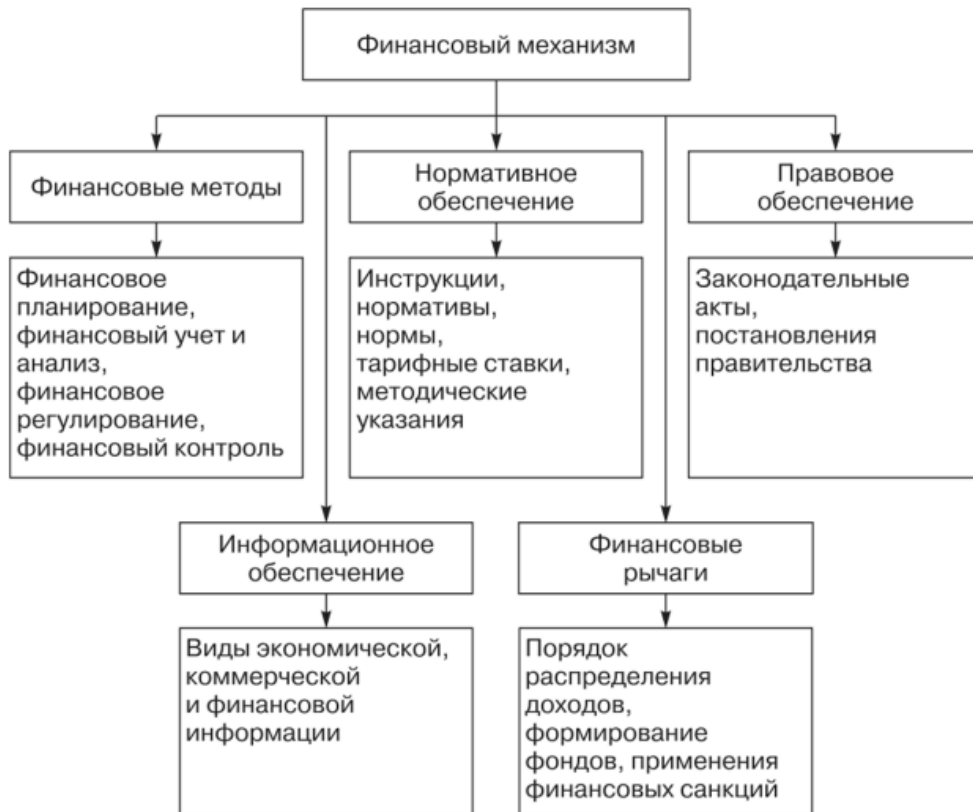 Финансовый механизм
Финансовые методы
Нормативное
обеспечение
Правовое
обеспечение
Финансовое
планирование,
финансовый учет и
анализ,
финансовое
регулирование,
финансовый контроль
Инструкции,
нормативы,
нормы,
тарифные ставки,
методические
указания
Законодательные
акты,
постановления
правительства
Информационное
обеспечение
Финансовые
рычаги
Виды экономической,
коммерческой
и финансовой
информации
Порядок
распределения
доходов,
формирование
фондов, применения
финансовых санкций